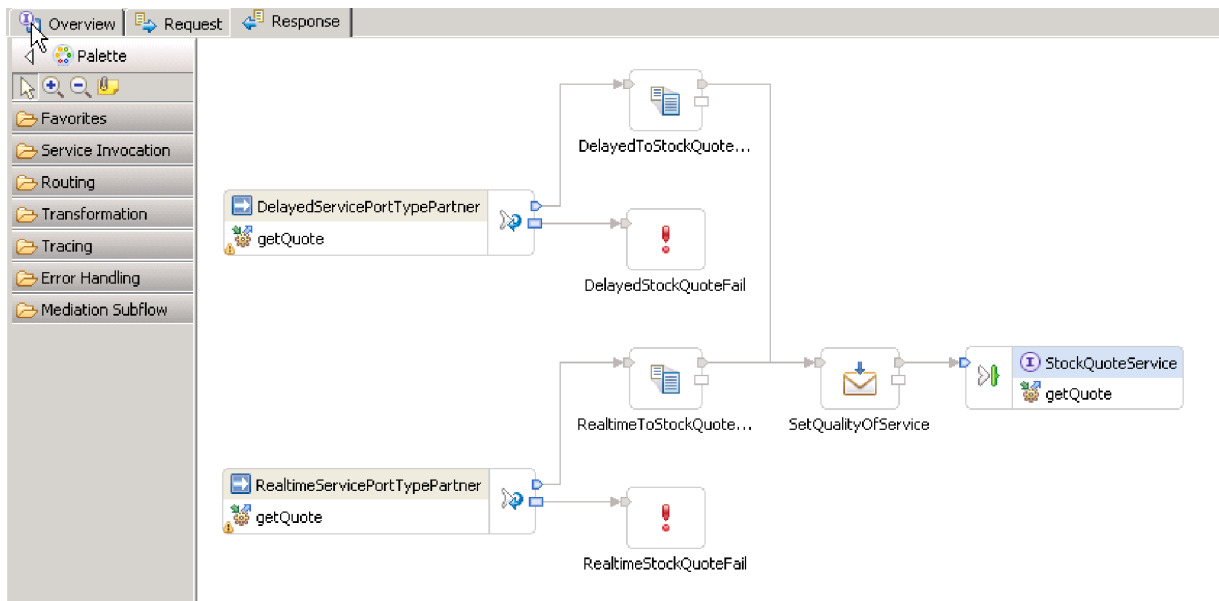 Overview
Request
Response
Palette
Favorites
Service Invocation
Routing
Transformation
Tracing
Error Handling
Mediation Subflow
DelayedToStockQuote...
DelayedServicePortTypePartner
getQuote
DelayedStockQuoteFail
StockQuoteService
getQuote
RealtimeToStockQuote...
SetQualityOfService
RealtimeServicePortTypePartner
getQuote
RealtimeStockQuoteFail